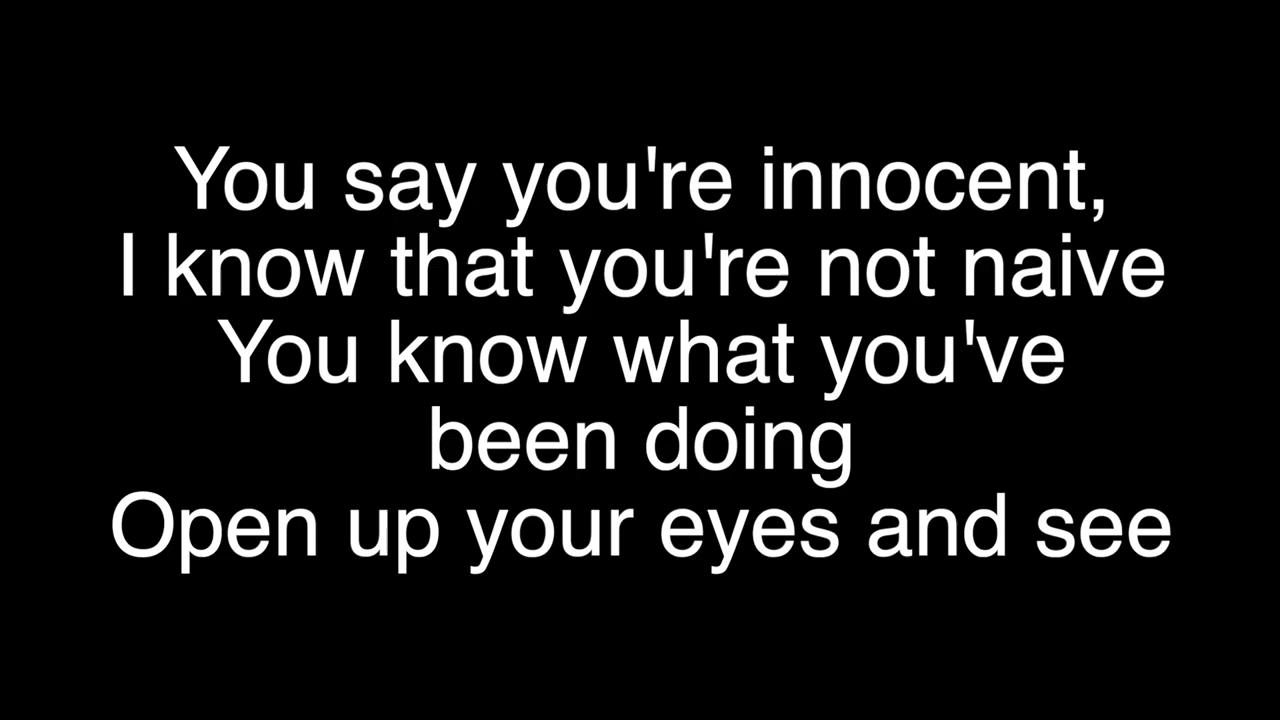 You say you're innocent,
I know that you're not naive
You know what you've
been doing
Open up your eyes and see